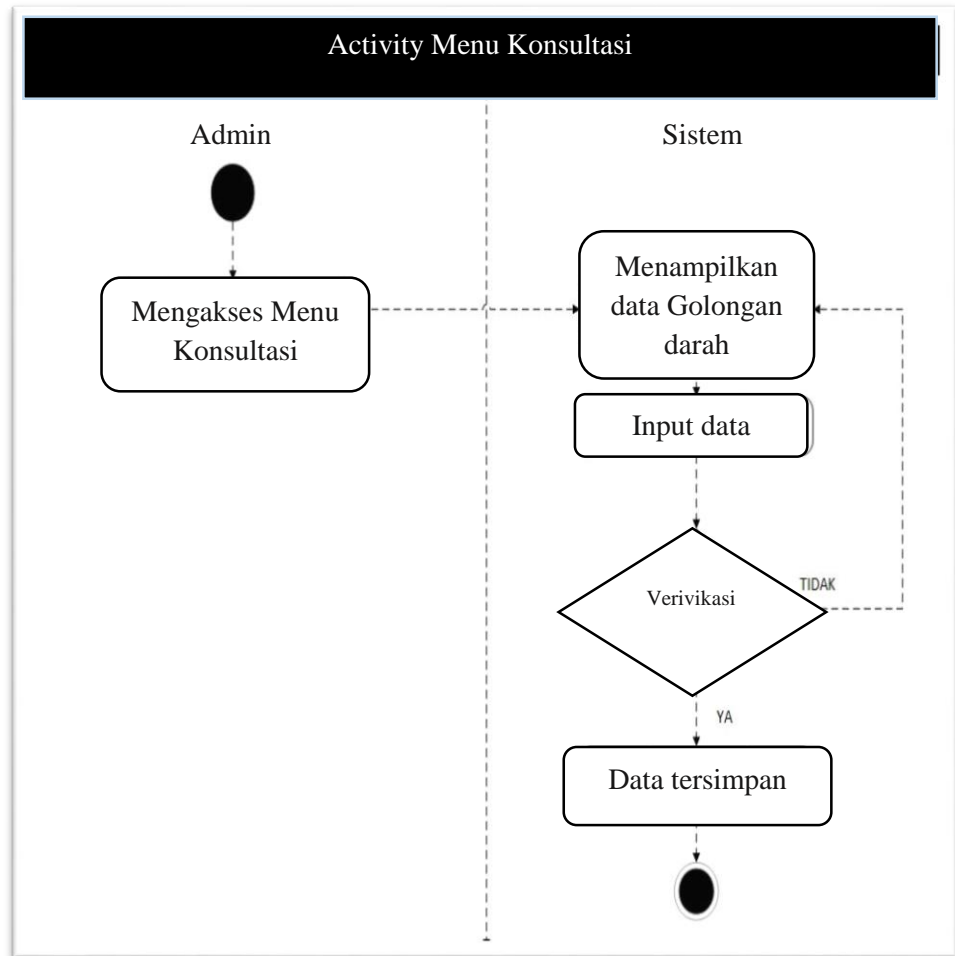 Activity Menu Konsultasi
Admin
Sistem
Mengakses Menu
Konsultasi
Menampilkan
data Golongan
darah
Input data
Verivikasi
TIDAK
YA
Data tersimpan